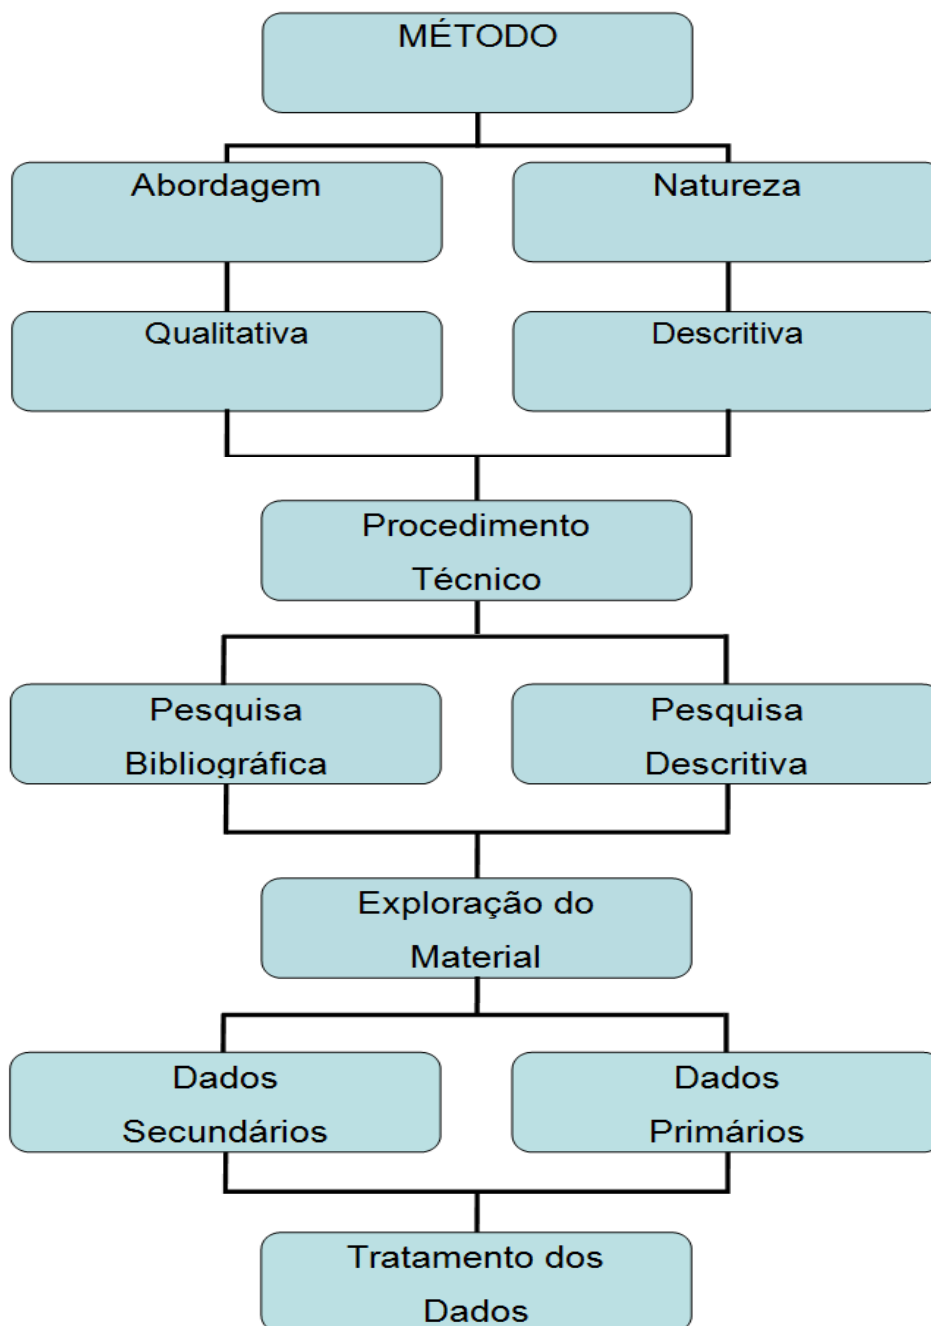 MÉTODO
Abordagem
Natureza
Qualitativa
Descritiva
Procedimento
Técnico
Pesquisa
Bibliográfica
Pesquisa
Descritiva
Exploração do
Material
Dados
Secundários
Dados
Primários
Tratamento dos
Dados